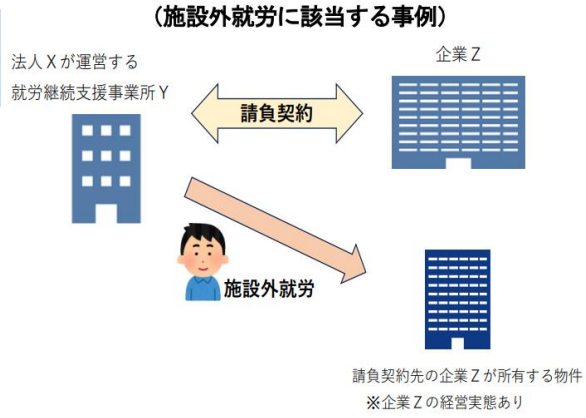 （施設外就労に該当する事例）
法人Xが運営する
就労継続支援事業所Y
企業Z
請負契約
施設外就労
請負契約先の企業Zが所有する物件
※企業Zの経営実態あり